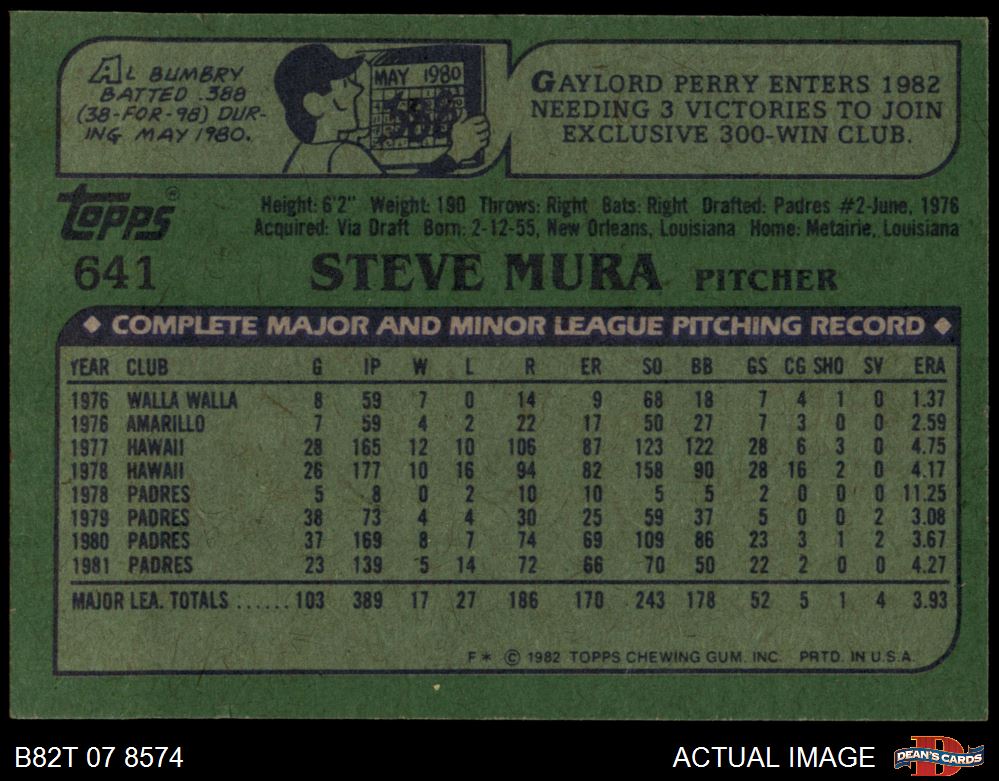 AL BUMBRY
BATTED .388
(38-FOR-98) DUR-
ING MAY 1980.
MAY 1980
GAYLORD PERRY ENTERS 1982
NEEDING 3 VICTORIES TO JOIN
EXCLUSIVE 300-WIN CLUB.
TOPPS®
Height: 6'2" Weight: 190 Throws: Right Bats: Right Drafted: Padres #2-June, 1976
Acquired: Via Draft Born: 2-12-55, New Orleans, Louisiana Home: Metairie, Louisiana
641 STEVE MURA PITCHER
◆ COMPLETE MAJOR AND MINOR LEAGUE PITCHING RECORD ◆
YEAR CLUB G IP W L R ER SO BB GS CG SHO SV ERA
1976 WALLA WALLA 8 59 7 0 14 9 68 18 7 4 1 0 1.37
1976 AMARILLO 7 59 4 2 22 17 50 27 7 3 0 0 2.59
1977 HAWAII 28 165 12 10 106 87 123 122 28 6 3 0 4.75
1978 HAWAII 26 177 10 16 94 82 158 90 28 16 2 0 4.17
1978 PADRES 5 8 0 2 10 10 5 5 2 0 0 0 11.25
1979 PADRES 38 73 4 4 30 25 59 37 5 0 0 2 3.08
1980 PADRES 37 169 8 7 74 69 109 86 23 3 1 2 3.67
1981 PADRES 23 139 5 14 72 66 70 50 22 2 0 0 4.27
MAJOR LEA. TOTALS ...... 103 389 17 27 186 170 243 178 52 5 1 4 3.93
F* © 1982 TOPPS CHEWING GUM, INC. PRTD. IN U.S.A.
B82T 07 8574 ACTUAL IMAGE D DEAN'S CARDS